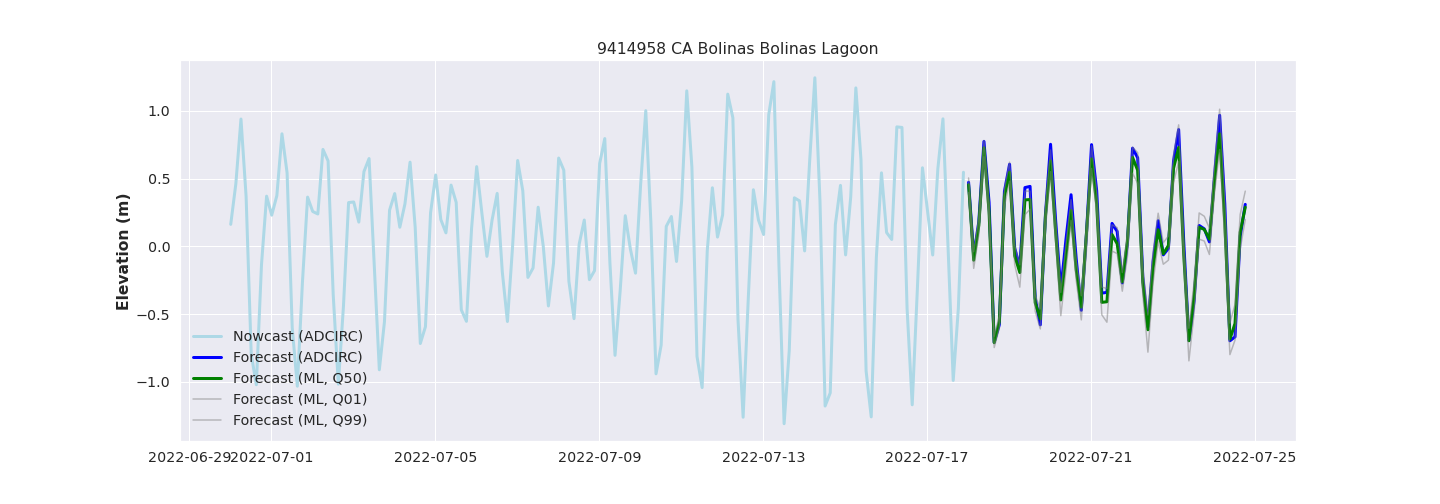 9414958 CA Bolinas Bolinas Lagoon
Elevation (m)
1.0
0.5
0.0
−0.5
−1.0
Nowcast (ADCIRC)
Forecast (ADCIRC)
Forecast (ML, Q50)
Forecast (ML, Q01)
Forecast (ML, Q99)
2022-06-29 2022-07-01 2022-07-05 2022-07-09 2022-07-13 2022-07-17 2022-07-21 2022-07-25